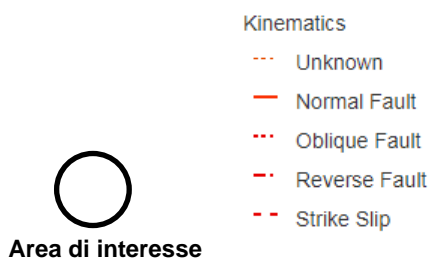 Kinematics
Unknown
Normal Fault
Oblique Fault
Reverse Fault
Strike Slip
Area di interesse